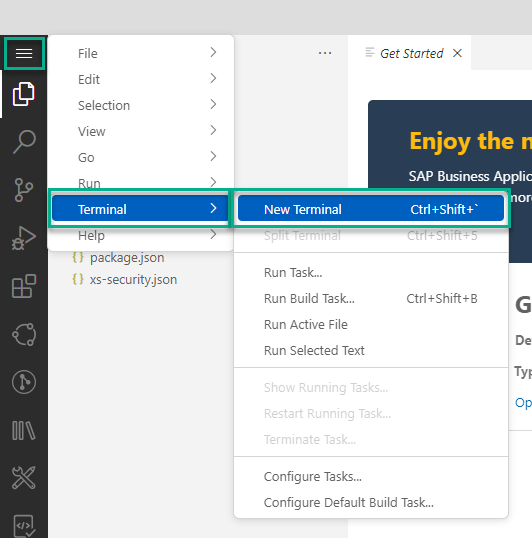 File
Edit
Selection
View
Go
Run
Terminal
Help
package.json
xs-security.json
New Terminal Ctrl+Shift+`
Split Terminal Ctrl+Shift+5
Run Task...
Run Build Task... Ctrl+Shift+B
Run Active File
Run Selected Text
Show Running Tasks...
Restart Running Task...
Terminate Task...
Configure Tasks...
Configure Default Build Task...
Get Started
Enjoy the
SAP Business Applic
more
G
De
Typ
Op